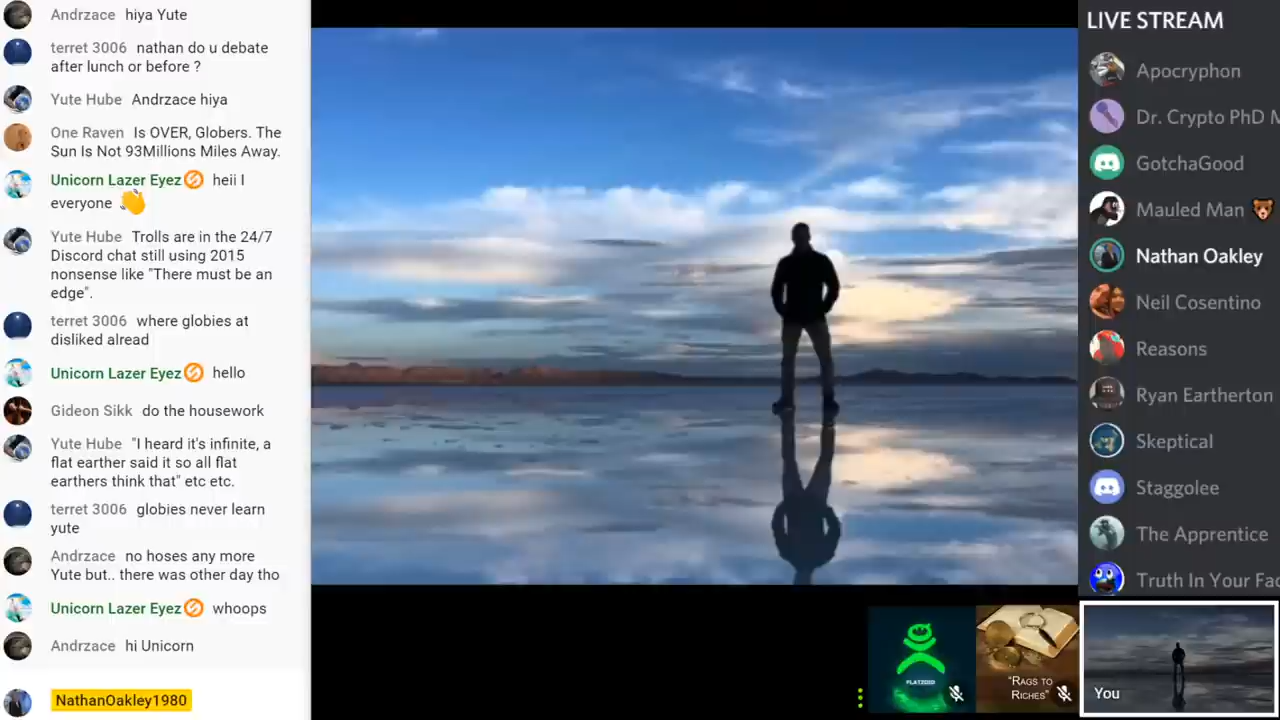 Andrzace hiya Yute
terret 3006 nathan do u debate
after lunch or before ?
Yute Hube Andrzace hiya
One Raven Is OVER, Globers. The
Sun Is Not 93Millions Miles Away.
Unicorn Lazer Eyez heii I
everyone
Yute Hube Trolls are in the 24/7
Discord chat still using 2015
nonsense like "There must be an
edge".
terret 3006 where globies at
disliked alread
Unicorn Lazer Eyez hello
Gideon Sikk do the housework
Yute Hube "I heard it's infinite, a
flat earther said it so all flat
earthers think that" etc etc.
terret 3006 globies never learn
yute
Andrzace no hoses any more
Yute but.. there was other day tho
Unicorn Lazer Eyez whoops
Andrzace hi Unicorn
NathanOakley1980
LIVE STREAM
Apocryphon
Dr. Crypto PhD M
GotchaGood
Mauled Man
Nathan Oakley
Neil Cosentino
Reasons
Ryan Eartherton
Skeptical
Staggolee
The Apprentice
Truth In Your Fac
FLATZOID
"RAGS TO
RICHES"
You